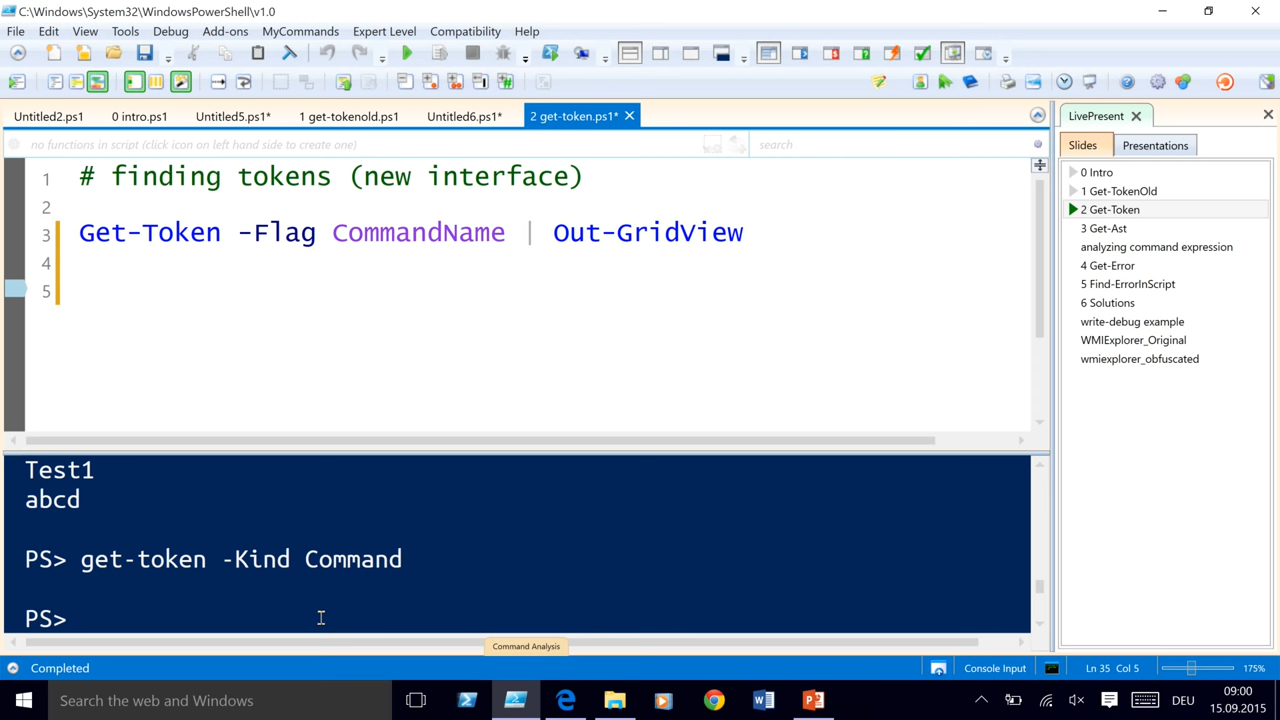 C:\Windows\System32\WindowsPowerShell\v1.0
File Edit View Tools Debug Add-ons MyCommands Expert Level Compatibility Help
Untitled2.ps1 0 intro.ps1 Untitled5.ps1* 1 get-tokenold.ps1 Untitled6.ps1* 2 get-token.ps1*
no functions in script (click icon on left hand side to create one) search
1 # finding tokens (new interface)
2
3 Get-Token -Flag CommandName | Out-GridView
4
5
LivePresent
Slides Presentations
0 Intro
1 Get-TokenOld
2 Get-Token
3 Get-Ast
analyzing command expression
4 Get-Error
5 Find-ErrorInScript
6 Solutions
write-debug example
WMIExplorer_Original
wmiexplorer_obfuscated
Test1
abcd
PS> get-token -Kind Command
PS>
Command Analysis
Completed Console Input Ln 35 Col 5 175%
Search the web and Windows DEU 09:00
15.09.2015